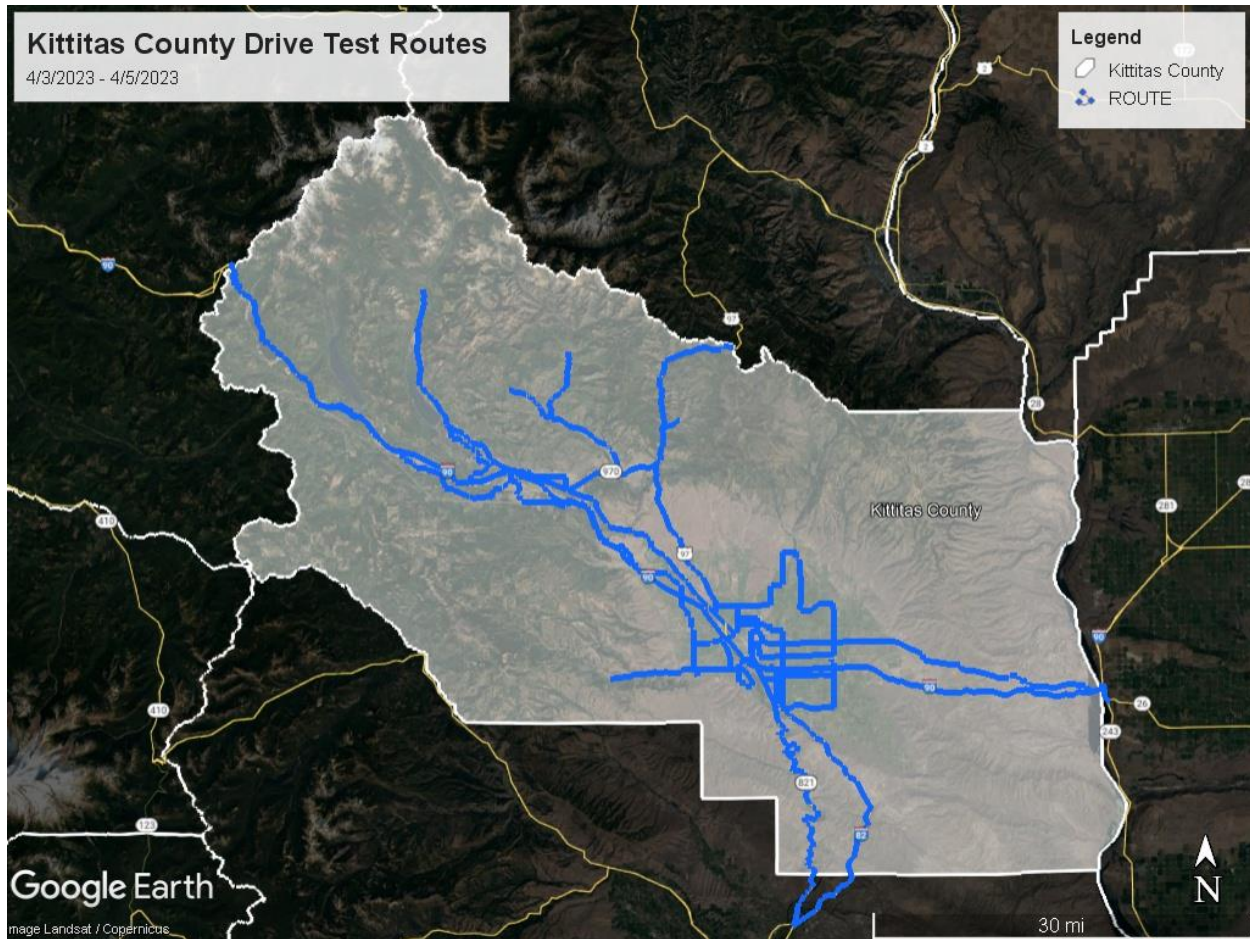 Kittitas County Drive Test Routes
4/3/2023 - 4/5/2023
Legend
Kittitas County
ROUTE
2
2
90
97
28
90
970
281
410
Kittitas County
97
90
90
90
26
410
243
821
123
82
Google Earth
N
30 mi
mage Landsat / Copernicus